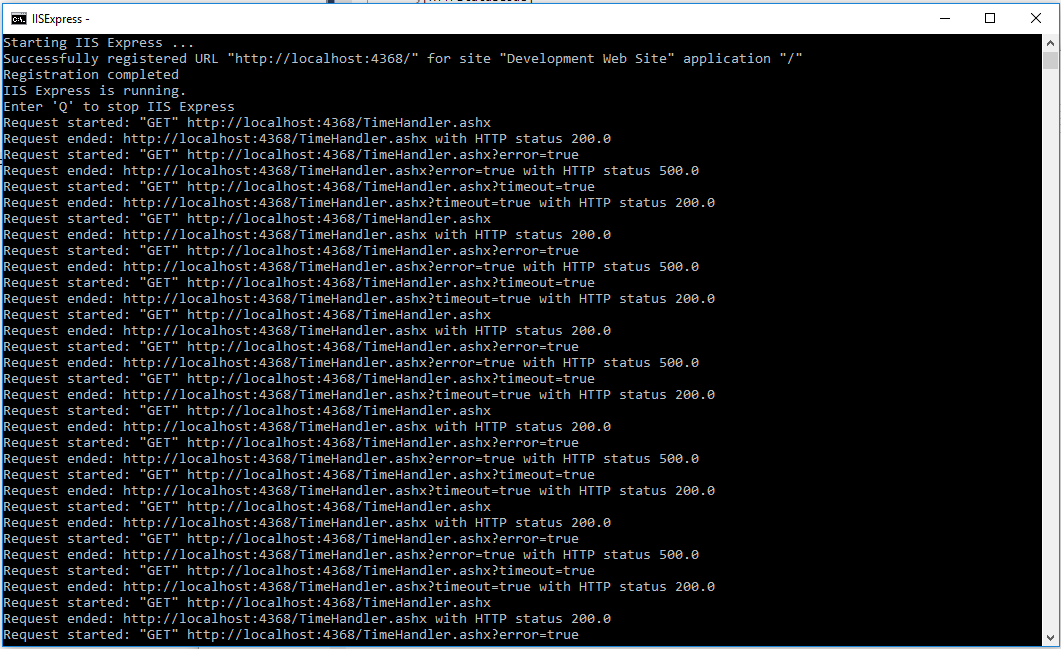 IISExpress -
Starting IIS Express ...
Successfully registered URL "http://localhost:4368/" for site "Development Web Site" application "/"
Registration completed
IIS Express is running.
Enter 'Q' to stop IIS Express
Request started: "GET" http://localhost:4368/TimeHandler.ashx
Request ended: http://localhost:4368/TimeHandler.ashx with HTTP status 200.0
Request started: "GET" http://localhost:4368/TimeHandler.ashx?error=true
Request ended: http://localhost:4368/TimeHandler.ashx?error=true with HTTP status 500.0
Request started: "GET" http://localhost:4368/TimeHandler.ashx?timeout=true
Request ended: http://localhost:4368/TimeHandler.ashx?timeout=true with HTTP status 200.0
Request started: "GET" http://localhost:4368/TimeHandler.ashx
Request ended: http://localhost:4368/TimeHandler.ashx with HTTP status 200.0
Request started: "GET" http://localhost:4368/TimeHandler.ashx?error=true
Request ended: http://localhost:4368/TimeHandler.ashx?error=true with HTTP status 500.0
Request started: "GET" http://localhost:4368/TimeHandler.ashx?timeout=true
Request ended: http://localhost:4368/TimeHandler.ashx?timeout=true with HTTP status 200.0
Request started: "GET" http://localhost:4368/TimeHandler.ashx
Request ended: http://localhost:4368/TimeHandler.ashx with HTTP status 200.0
Request started: "GET" http://localhost:4368/TimeHandler.ashx?error=true
Request ended: http://localhost:4368/TimeHandler.ashx?error=true with HTTP status 500.0
Request started: "GET" http://localhost:4368/TimeHandler.ashx?timeout=true
Request ended: http://localhost:4368/TimeHandler.ashx?timeout=true with HTTP status 200.0
Request started: "GET" http://localhost:4368/TimeHandler.ashx
Request ended: http://localhost:4368/TimeHandler.ashx with HTTP status 200.0
Request started: "GET" http://localhost:4368/TimeHandler.ashx?error=true
Request ended: http://localhost:4368/TimeHandler.ashx?error=true with HTTP status 500.0
Request started: "GET" http://localhost:4368/TimeHandler.ashx?timeout=true
Request ended: http://localhost:4368/TimeHandler.ashx?timeout=true with HTTP status 200.0
Request started: "GET" http://localhost:4368/TimeHandler.ashx
Request ended: http://localhost:4368/TimeHandler.ashx with HTTP status 200.0
Request started: "GET" http://localhost:4368/TimeHandler.ashx?error=true
Request ended: http://localhost:4368/TimeHandler.ashx?error=true with HTTP status 500.0
Request started: "GET" http://localhost:4368/TimeHandler.ashx?timeout=true
Request ended: http://localhost:4368/TimeHandler.ashx?timeout=true with HTTP status 200.0
Request started: "GET" http://localhost:4368/TimeHandler.ashx
Request ended: http://localhost:4368/TimeHandler.ashx with HTTP status 200.0
Request started: "GET" http://localhost:4368/TimeHandler.ashx?error=true